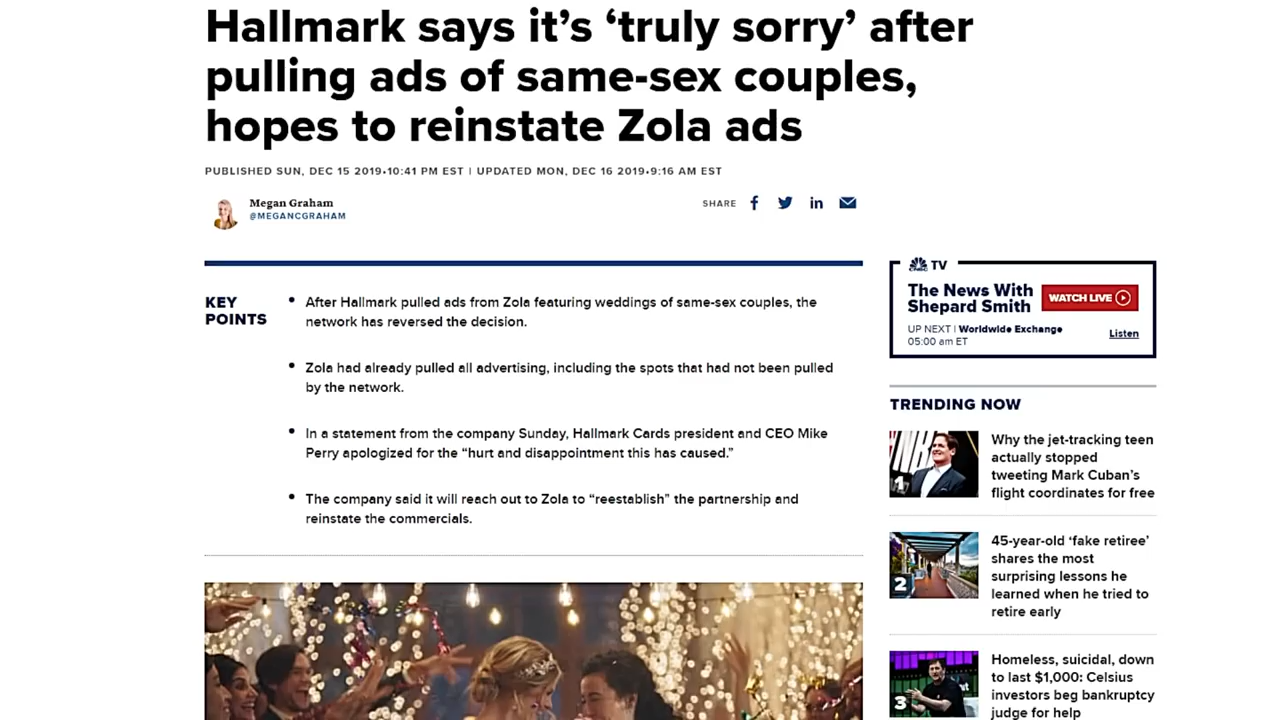 Hallmark says it’s ‘truly sorry’ after
pulling ads of same-sex couples,
hopes to reinstate Zola ads
PUBLISHED SUN, DEC 15 2019•10:41 PM EST | UPDATED MON, DEC 16 2019•9:16 AM EST
Megan Graham
@MEGANCGRAHAM
SHARE
KEY
POINTS
After Hallmark pulled ads from Zola featuring weddings of same-sex couples, the
network has reversed the decision.
Zola had already pulled all advertising, including the spots that had not been pulled
by the network.
In a statement from the company Sunday, Hallmark Cards president and CEO Mike
Perry apologized for the “hurt and disappointment this has caused.”
The company said it will reach out to Zola to “reestablish” the partnership and
reinstate the commercials.
CNBC TV
The News With
Shepard Smith
WATCH LIVE
UP NEXT | Worldwide Exchange
05:00 am ET
Listen
TRENDING NOW
1
Why the jet-tracking teen
actually stopped
tweeting Mark Cuban’s
flight coordinates for free
2
45-year-old ‘fake retiree’
shares the most
surprising lessons he
learned when he tried to
retire early
3
Homeless, suicidal, down
to last $1,000: Celsius
investors beg bankruptcy
judge for help